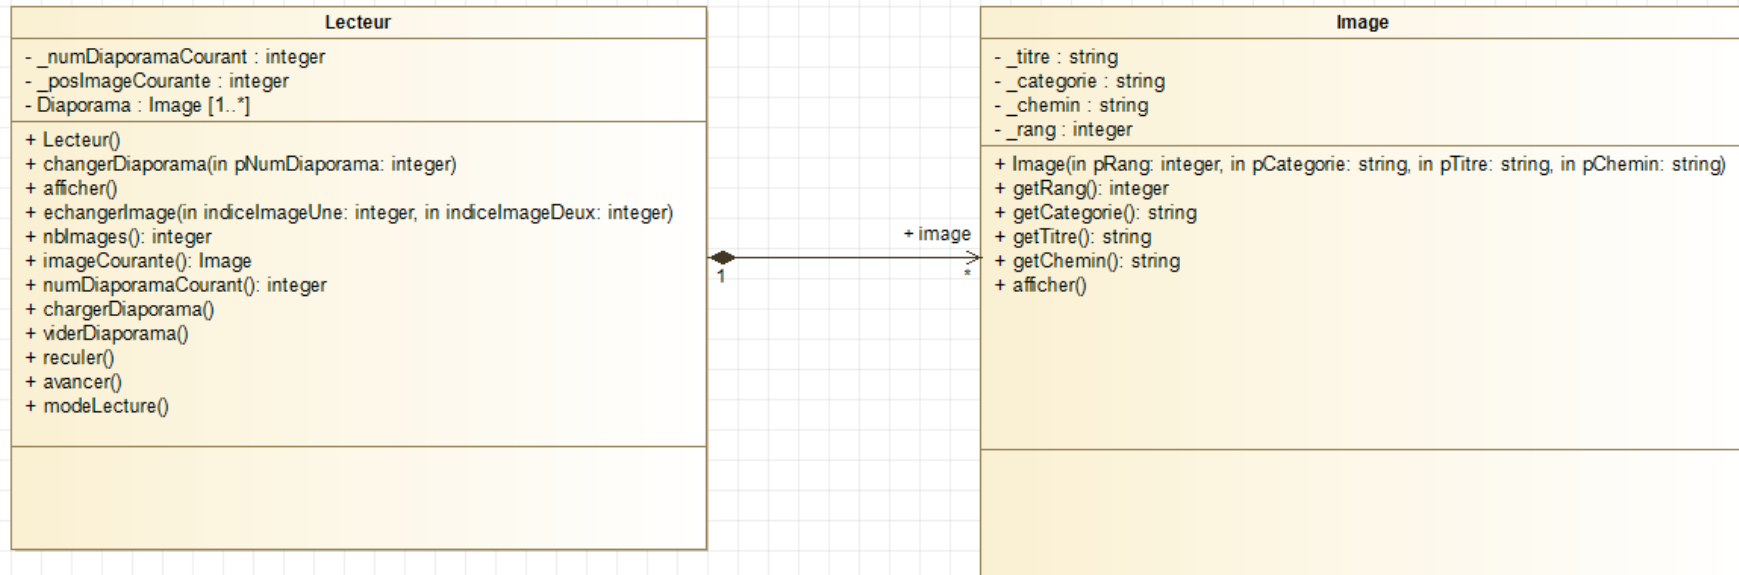 Lecteur
- _numDiaporamaCourant : integer
- _posImageCourante : integer
- Diaporama : Image [1..*]
+ Lecteur()
+ changerDiaporama(in pNumDiaporama: integer)
+ afficher()
+ echangerImage(in indiceImageUne: integer, in indiceImageDeux: integer)
+ nbImages(): integer
+ imageCourante(): Image
+ numDiaporamaCourant(): integer
+ chargerDiaporama()
+ viderDiaporama()
+ reculer()
+ avancer()
+ modeLecture()
+ image
1
*
Image
- _titre : string
- _categorie : string
- _chemin : string
- _rang : integer
+ Image(in pRang: integer, in pCategorie: string, in pTitre: string, in pChemin: string)
+ getRang(): integer
+ getCategorie(): string
+ getTitre(): string
+ getChemin(): string
+ afficher()